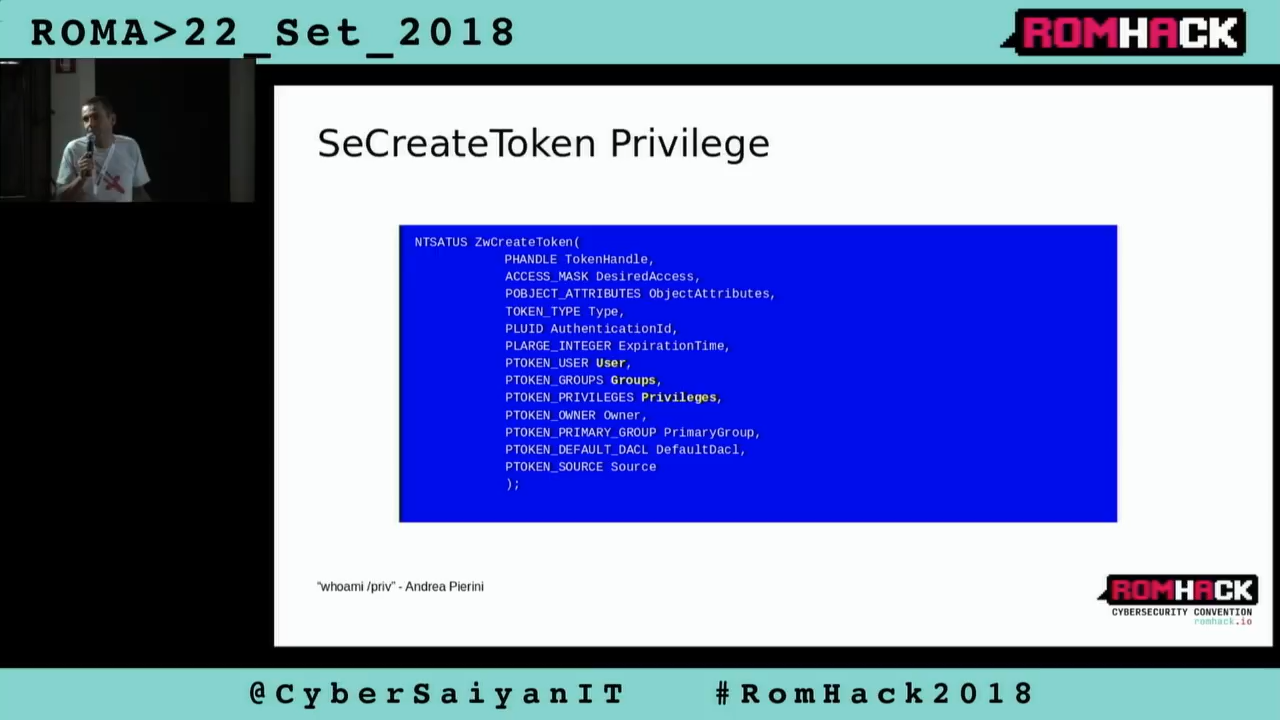 ROMA>22_Set_2018
ROMHACK
SeCreateToken Privilege
NTSATUS ZwCreateToken(
PHANDLE TokenHandle,
ACCESS_MASK DesiredAccess,
POBJECT_ATTRIBUTES ObjectAttributes,
TOKEN_TYPE Type,
PLUID AuthenticationId,
PLARGE_INTEGER ExpirationTime,
PTOKEN_USER User,
PTOKEN_GROUPS Groups,
PTOKEN_PRIVILEGES Privileges,
PTOKEN_OWNER Owner,
PTOKEN_PRIMARY_GROUP PrimaryGroup,
PTOKEN_DEFAULT_DACL DefaultDacl,
PTOKEN_SOURCE Source
);
"whoami /priv" - Andrea Pierini
ROMHACK
CYBERSECURITY CONVENTION
romhack.io
@CyberSaiyanIT #RomHack2018